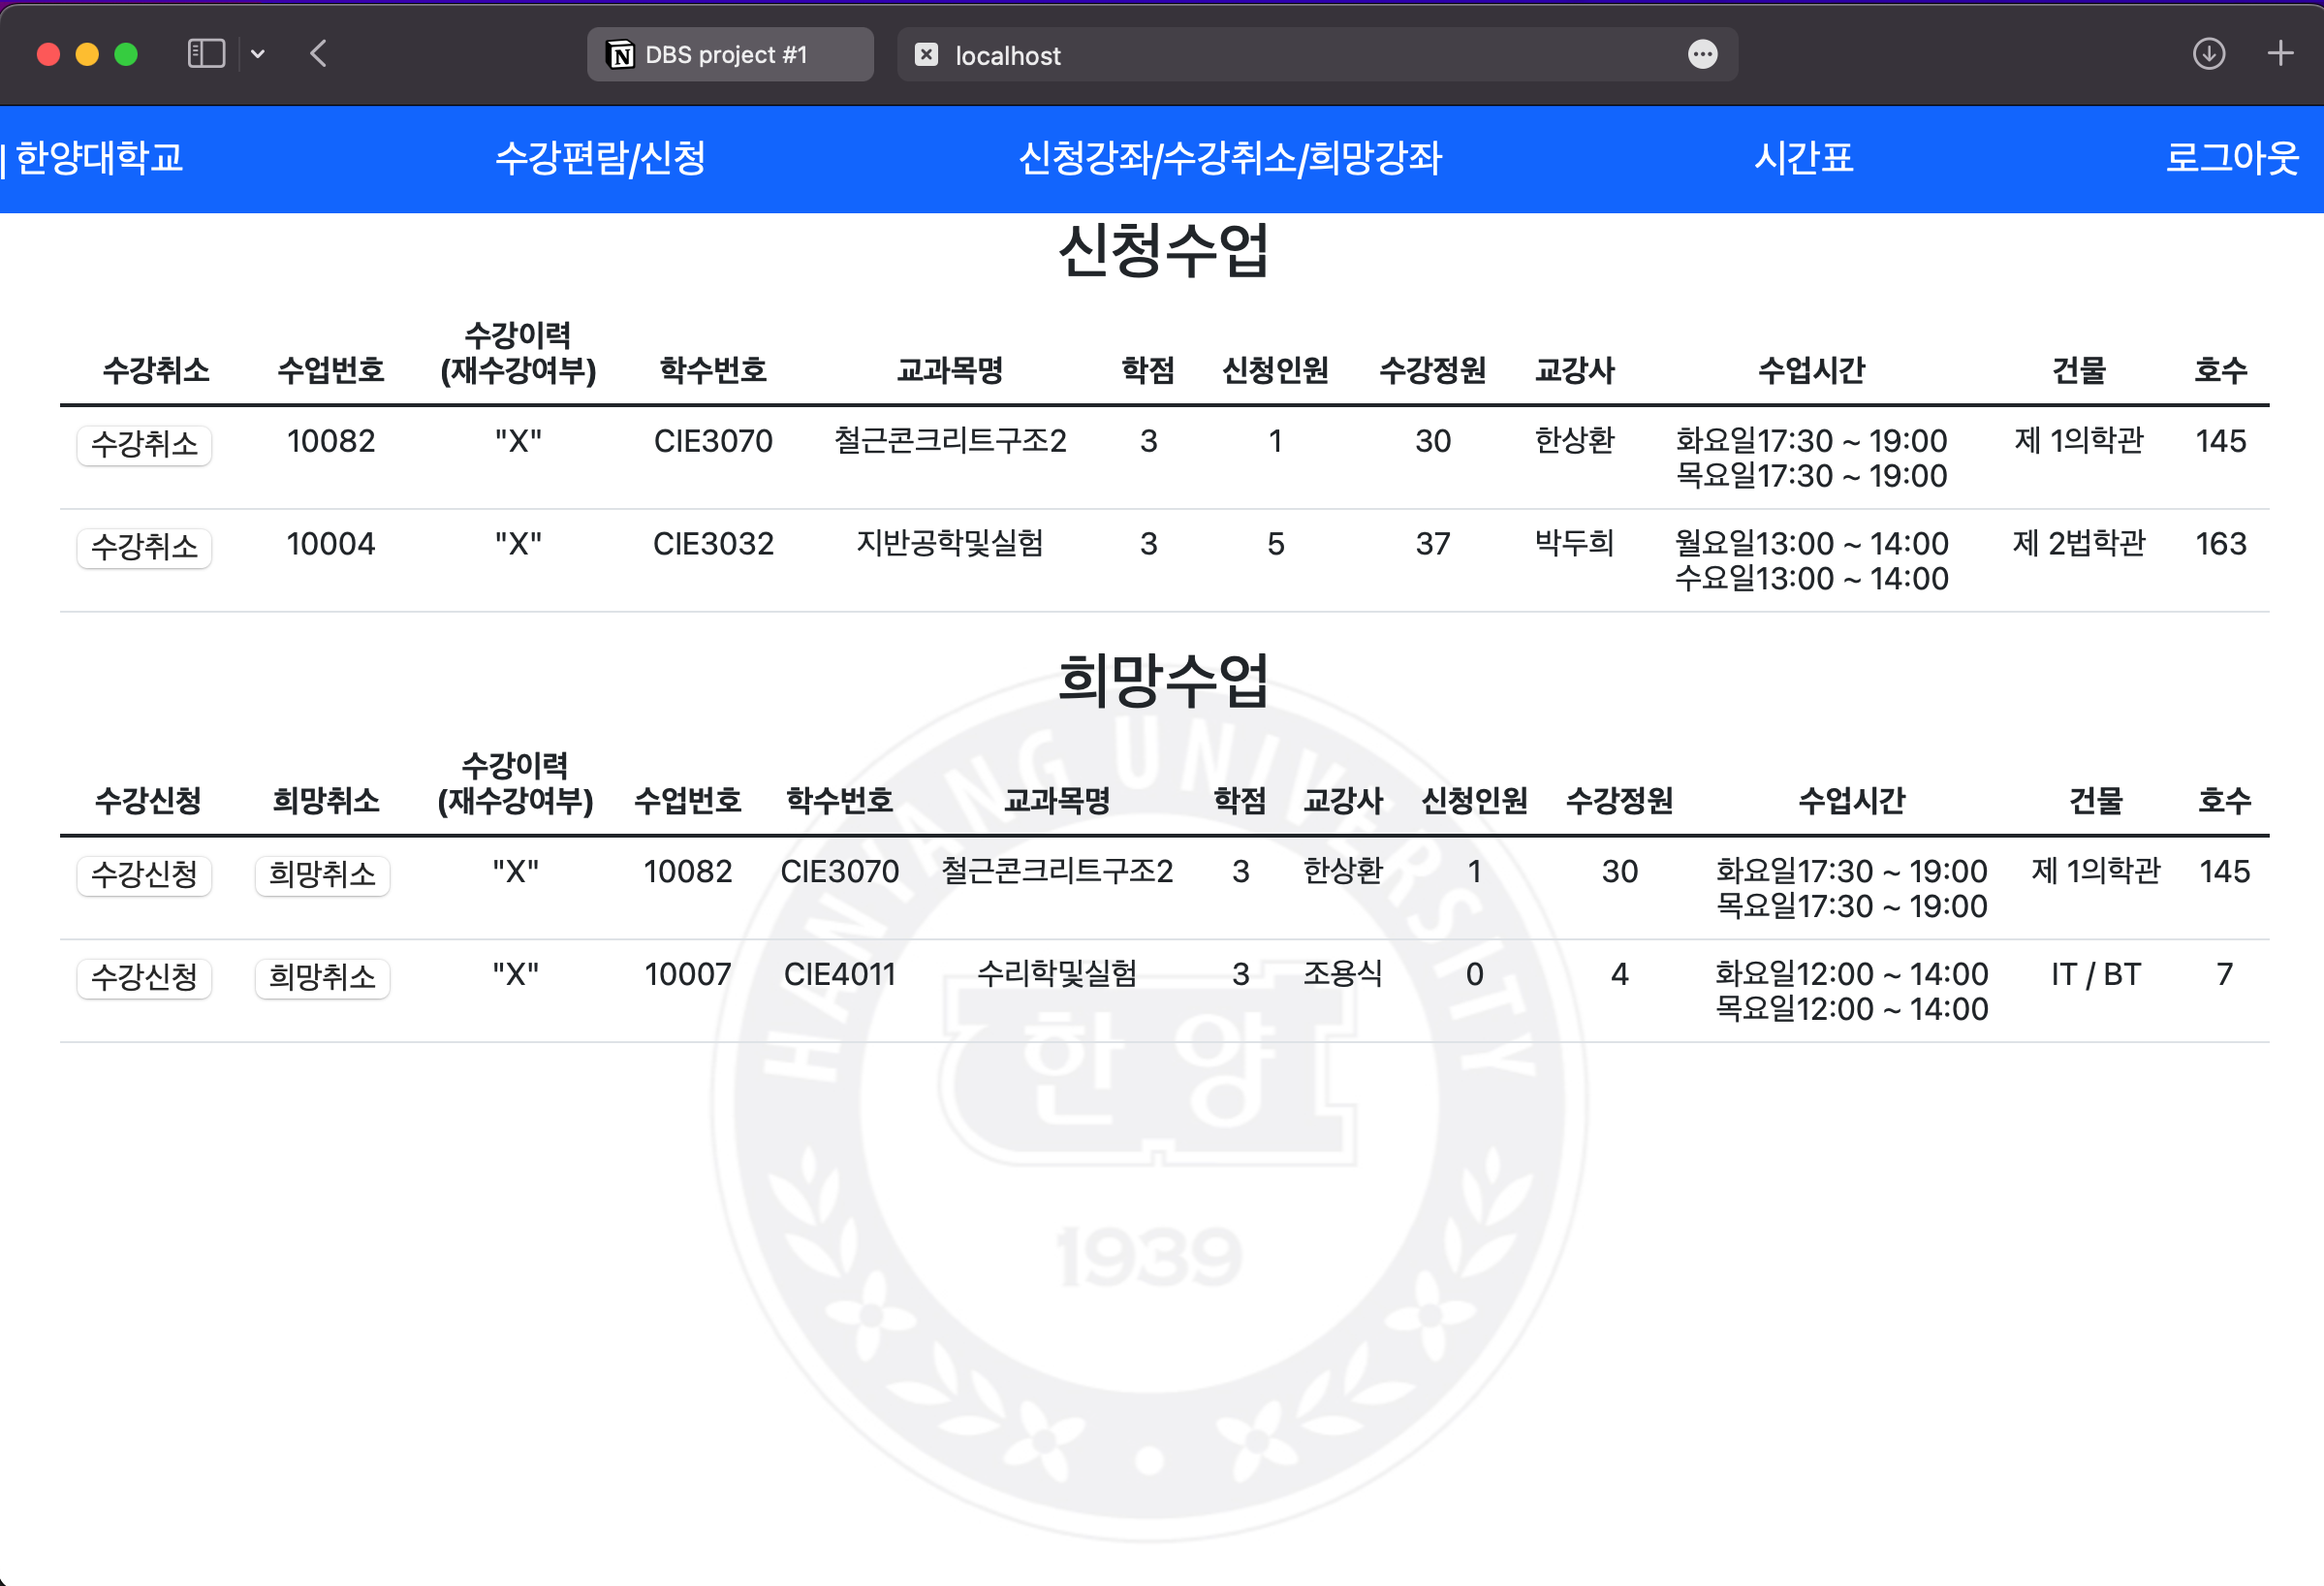 DBS project #1 localhost
| 한양대학교 수강편람/신청 신청강좌/수강취소/희망강좌 시간표 로그아웃
신청수업
수강이력
수강취소 수업번호 (재수강여부) 학수번호 교과목명 학점 신청인원 수강정원 교강사 수업시간 건물 호수
수강취소 10082 "X" CIE3070 철근콘크리트구조2 3 1 30 한상환 화요일17:30 ~ 19:00 제 1의학관 145
목요일17:30 ~ 19:00
수강취소 10004 "X" CIE3032 지반공학및실험 3 5 37 박두희 월요일13:00 ~ 14:00 제 2법학관 163
수요일13:00 ~ 14:00
희망수업
수강이력
수강신청 희망취소 (재수강여부) 수업번호 학수번호 교과목명 학점 교강사 신청인원 수강정원 수업시간 건물 호수
수강신청 희망취소 "X" 10082 CIE3070 철근콘크리트구조2 3 한상환 1 30 화요일17:30 ~ 19:00 제 1의학관 145
목요일17:30 ~ 19:00
수강신청 희망취소 "X" 10007 CIE4011 수리학및실험 3 조용식 0 4 화요일12:00 ~ 14:00 IT / BT 7
목요일12:00 ~ 14:00
HANYANG UNIVERSITY
한양
1939